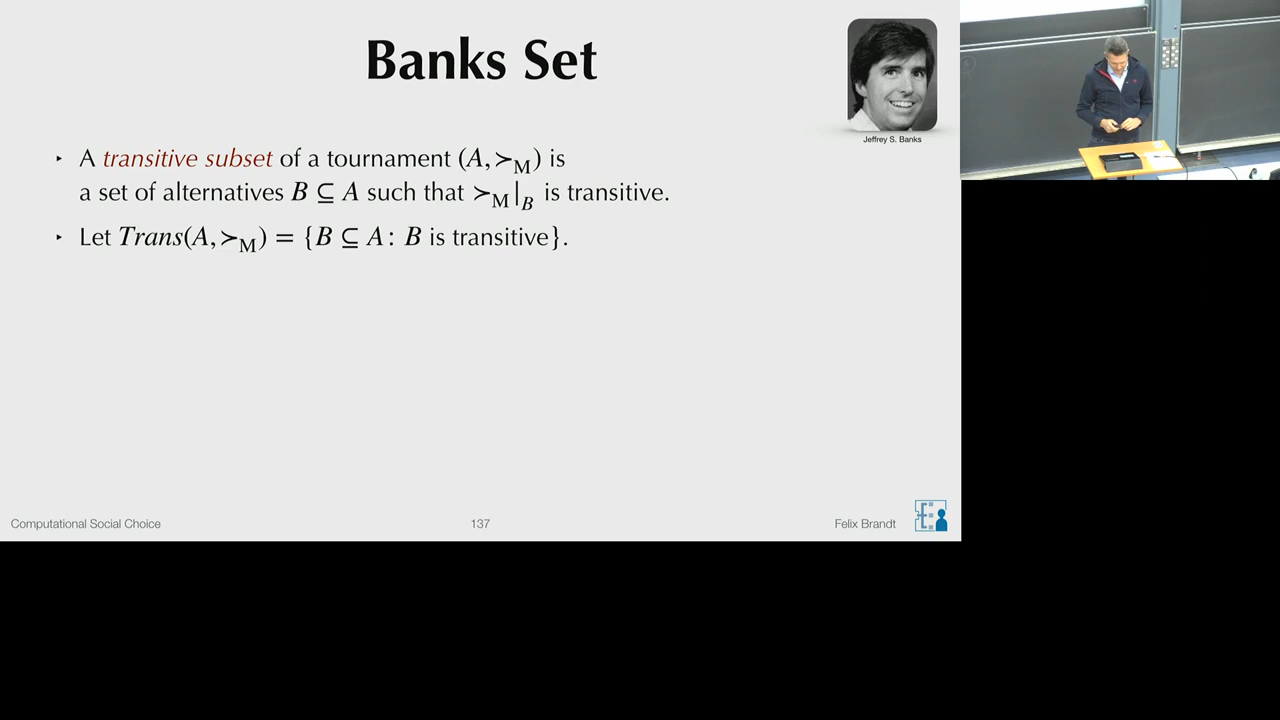 Banks Set
Jeffrey S. Banks
‣ A transitive subset of a tournament (A, ≻M) is
a set of alternatives B ⊆ A such that ≻M|B is transitive.
‣ Let Trans(A, ≻M) = {B ⊆ A : B is transitive}.
Computational Social Choice
137
Felix Brandt